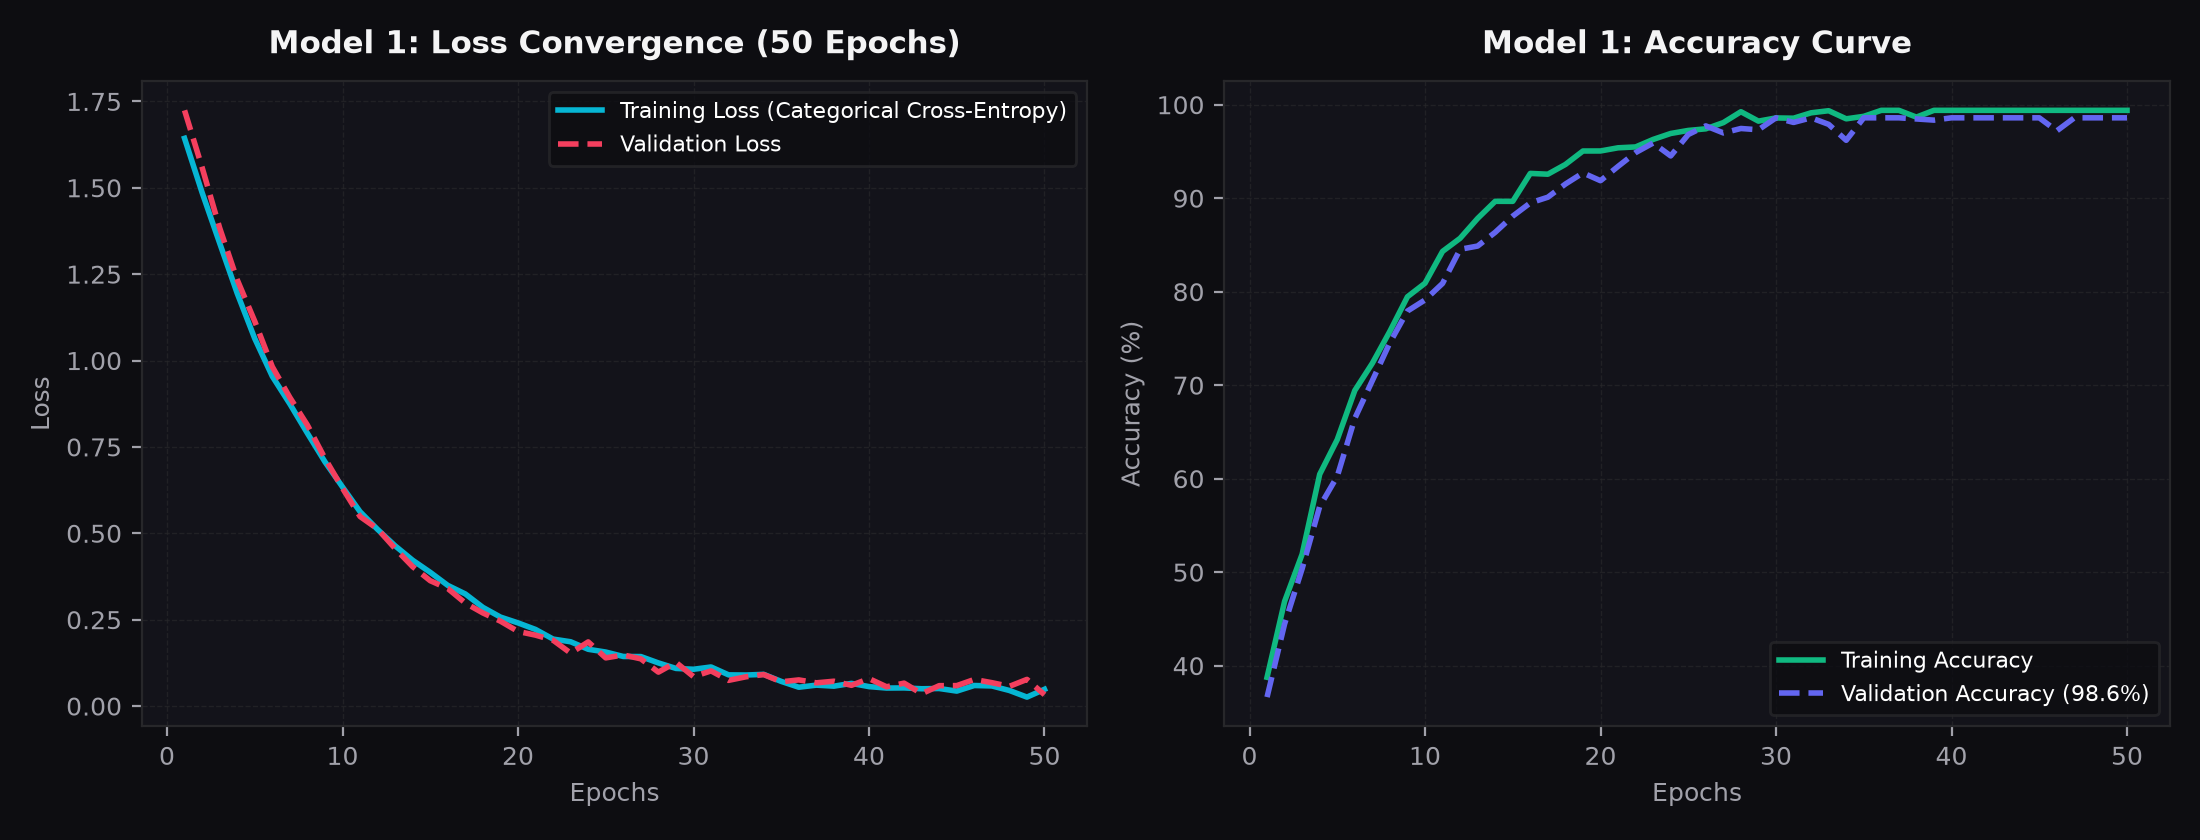 Model 1: Loss Convergence (50 Epochs)
Training Loss (Categorical Cross-Entropy)
Validation Loss
Loss
1.75
1.50
1.25
1.00
0.75
0.50
0.25
0.00
0 10 20 30 40 50
Epochs
Model 1: Accuracy Curve
Accuracy (%)
100
90
80
70
60
50
40
Training Accuracy
Validation Accuracy (98.6%)
0 10 20 30 40 50
Epochs